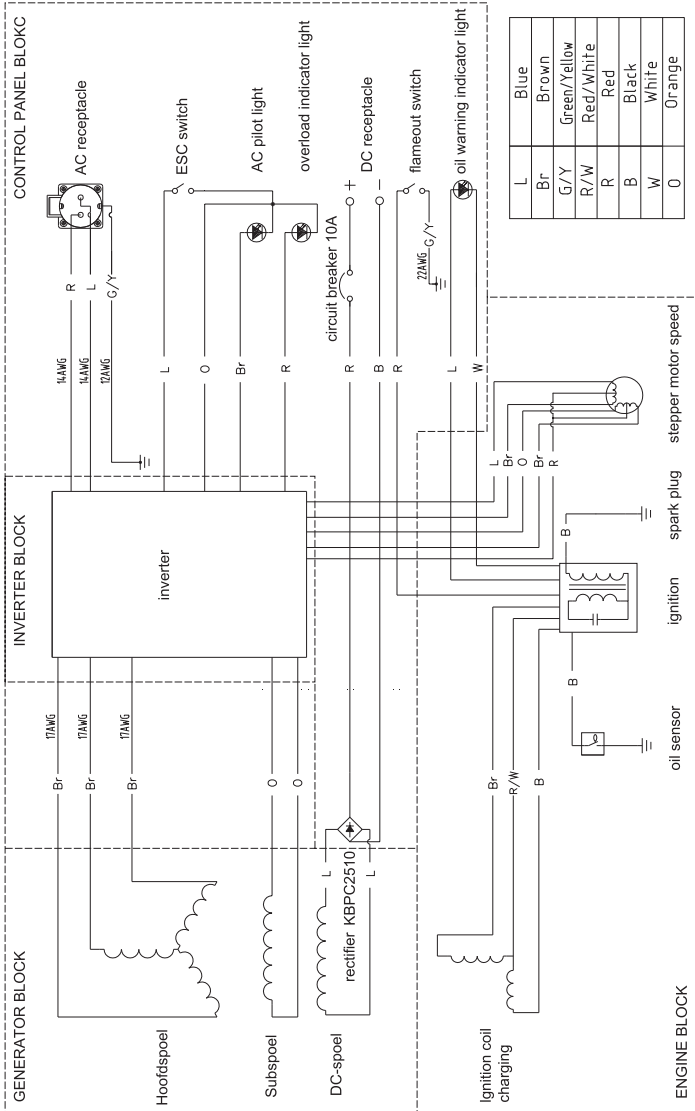 GENERATOR BLOCK
INVERTER BLOCK
CONTROL PANEL BLOKC
Hoofdspoel
Br
17AWG
Br
17AWG
Br
17AWG
Subspoel
O
O
DC-spoel
L
L
rectifier KBPC2510
inverter
14AWG
R
14AWG
L
12AWG
G/Y
AC receptacle
L
ESC switch
O
Br
AC pilot light
R
overload indicator light
R
circuit breaker 10A
+
B
−
DC receptacle
R
flameout switch
22AWG
G/Y
L
W
oil warning indicator light
Ignition coil
charging
Br
R/W
B
L
Br
O
Br
R
B
B
oil sensor
ignition
spark plug
stepper motor speed
ENGINE BLOCK
L Blue
Br Brown
G/Y Green/Yellow
R/W Red/White
R Red
B Black
W White
O Orange